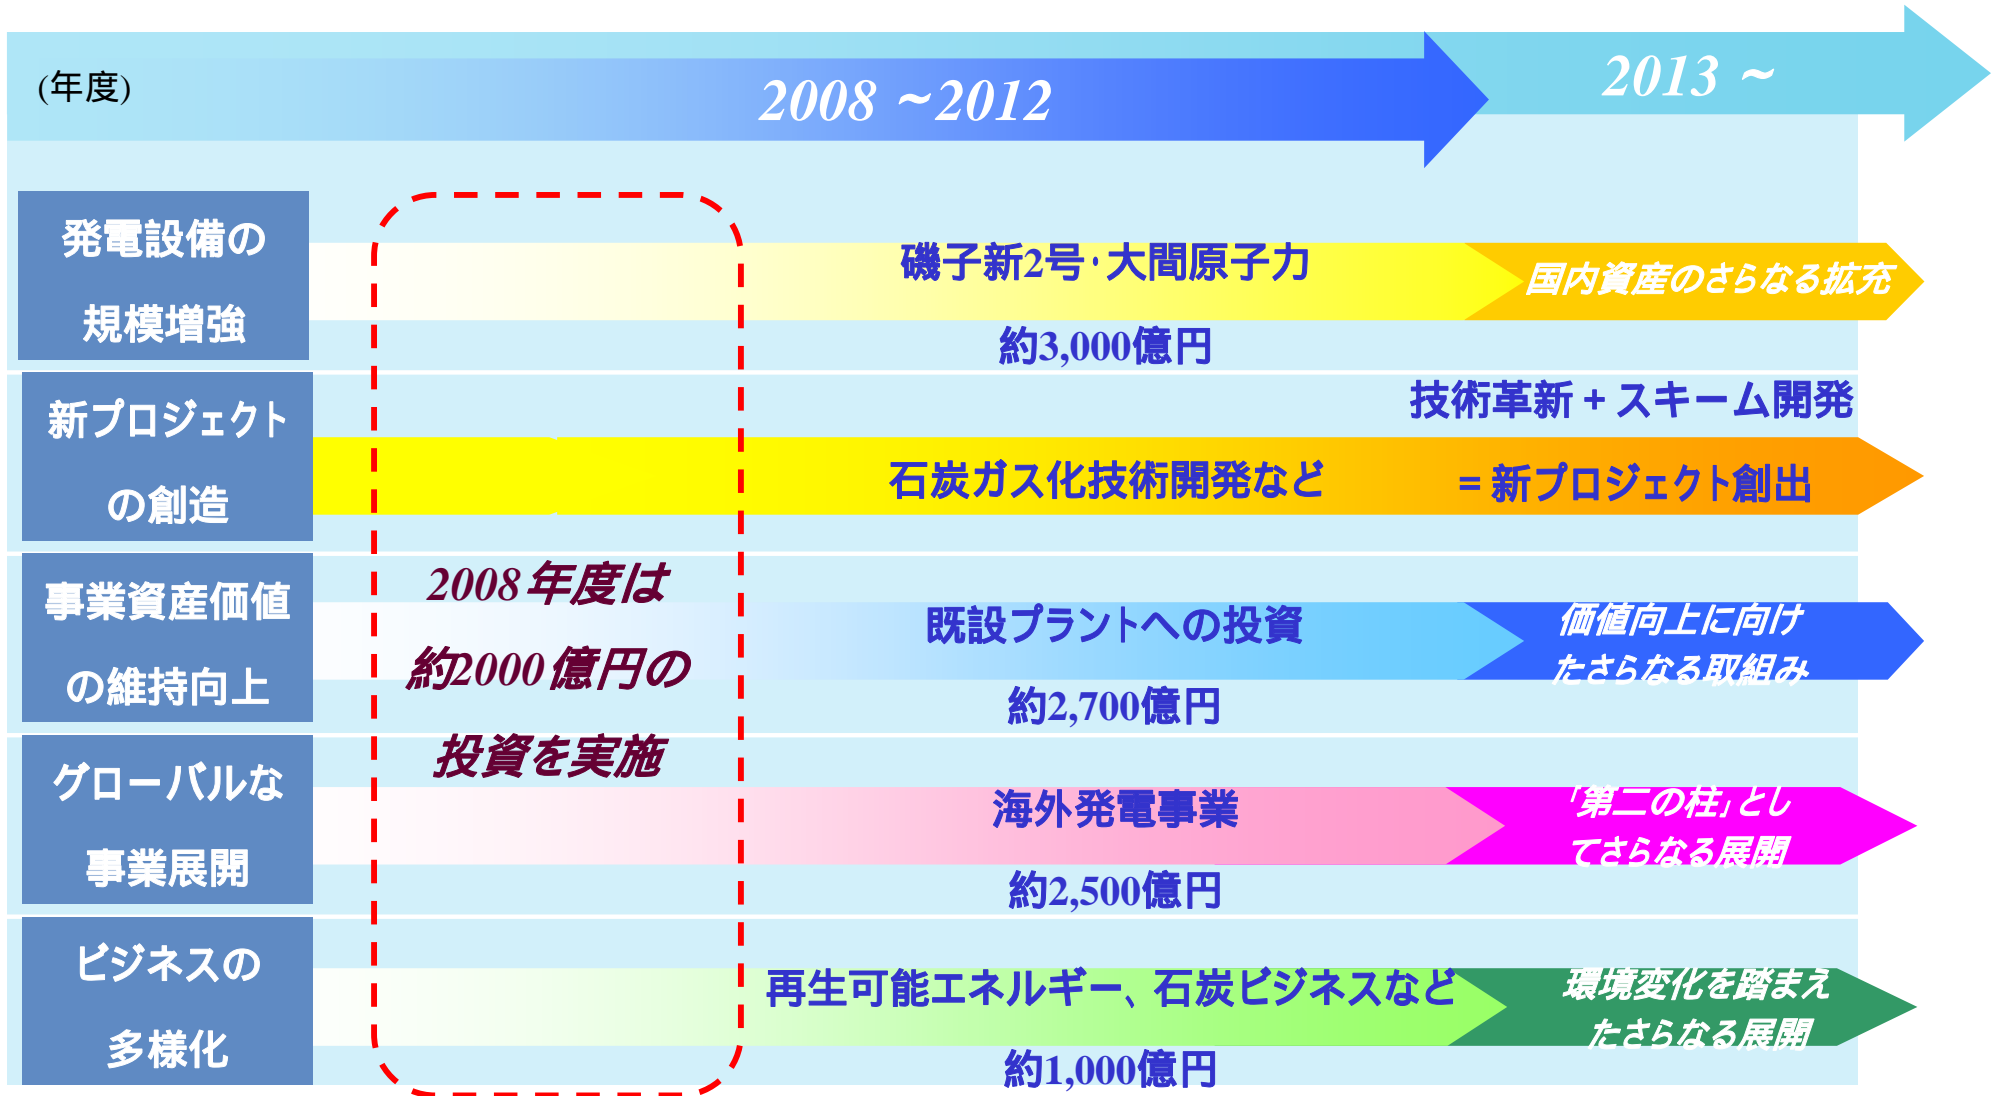 (年度)
2008 ~2012
2013 ~
発電設備の
規模増強
磯子新2号·大間原子力
約3,000億円
国内資産のさらなる拡充
新プロジェクト
の創造
石炭ガス化技術開発など
技術革新 + スキーム開発
= 新プロジェクト創出
事業資産価値
の維持向上
既設プラントへの投資
約2,700億円
価値向上に向け
たさらなる取組み
2008年度は
約2000億円の
投資を実施
グローバルな
事業展開
海外発電事業
約2,500億円
「第二の柱」とし
てさらなる展開
ビジネスの
多様化
再生可能エネルギー、石炭ビジネスなど
約1,000億円
環境変化を踏まえ
たさらなる展開